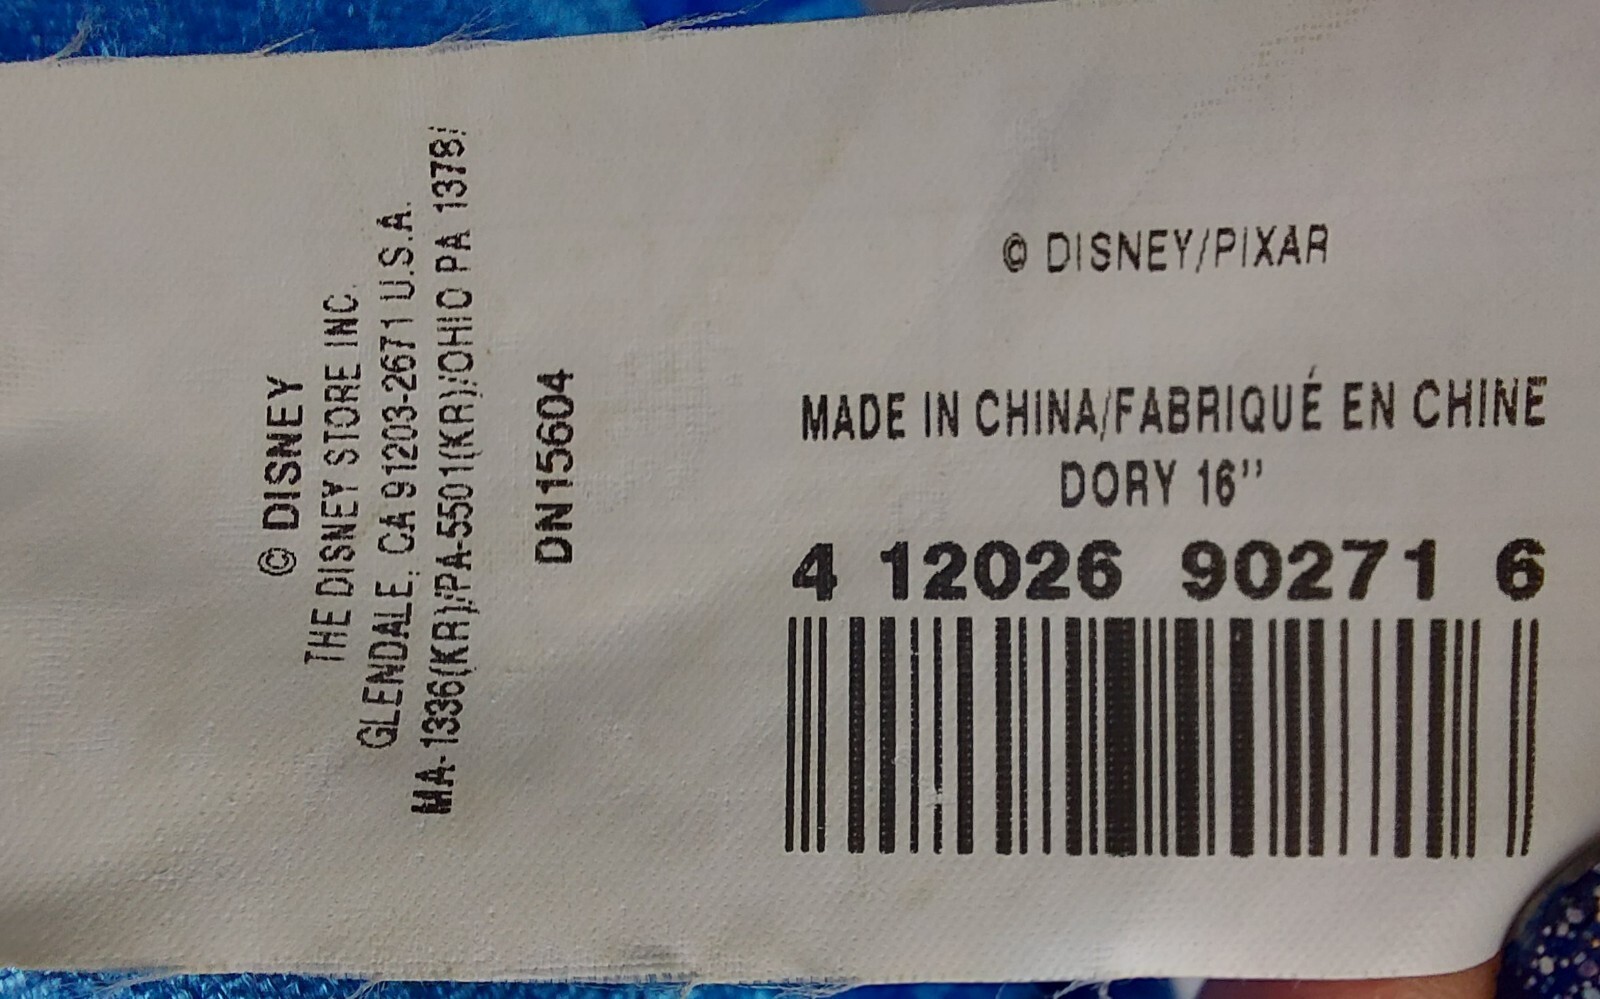 © DISNEY
THE DISNEY STORE INC.
GLENDALE, CA 91203-2671 U.S.A.
MA-1336(KR)/PA-5501(KR)/OHIO PA 1378/
DN15604
© DISNEY/PIXAR
MADE IN CHINA/FABRIQUÉ EN CHINE
DORY 16”
4 12026 90271 6